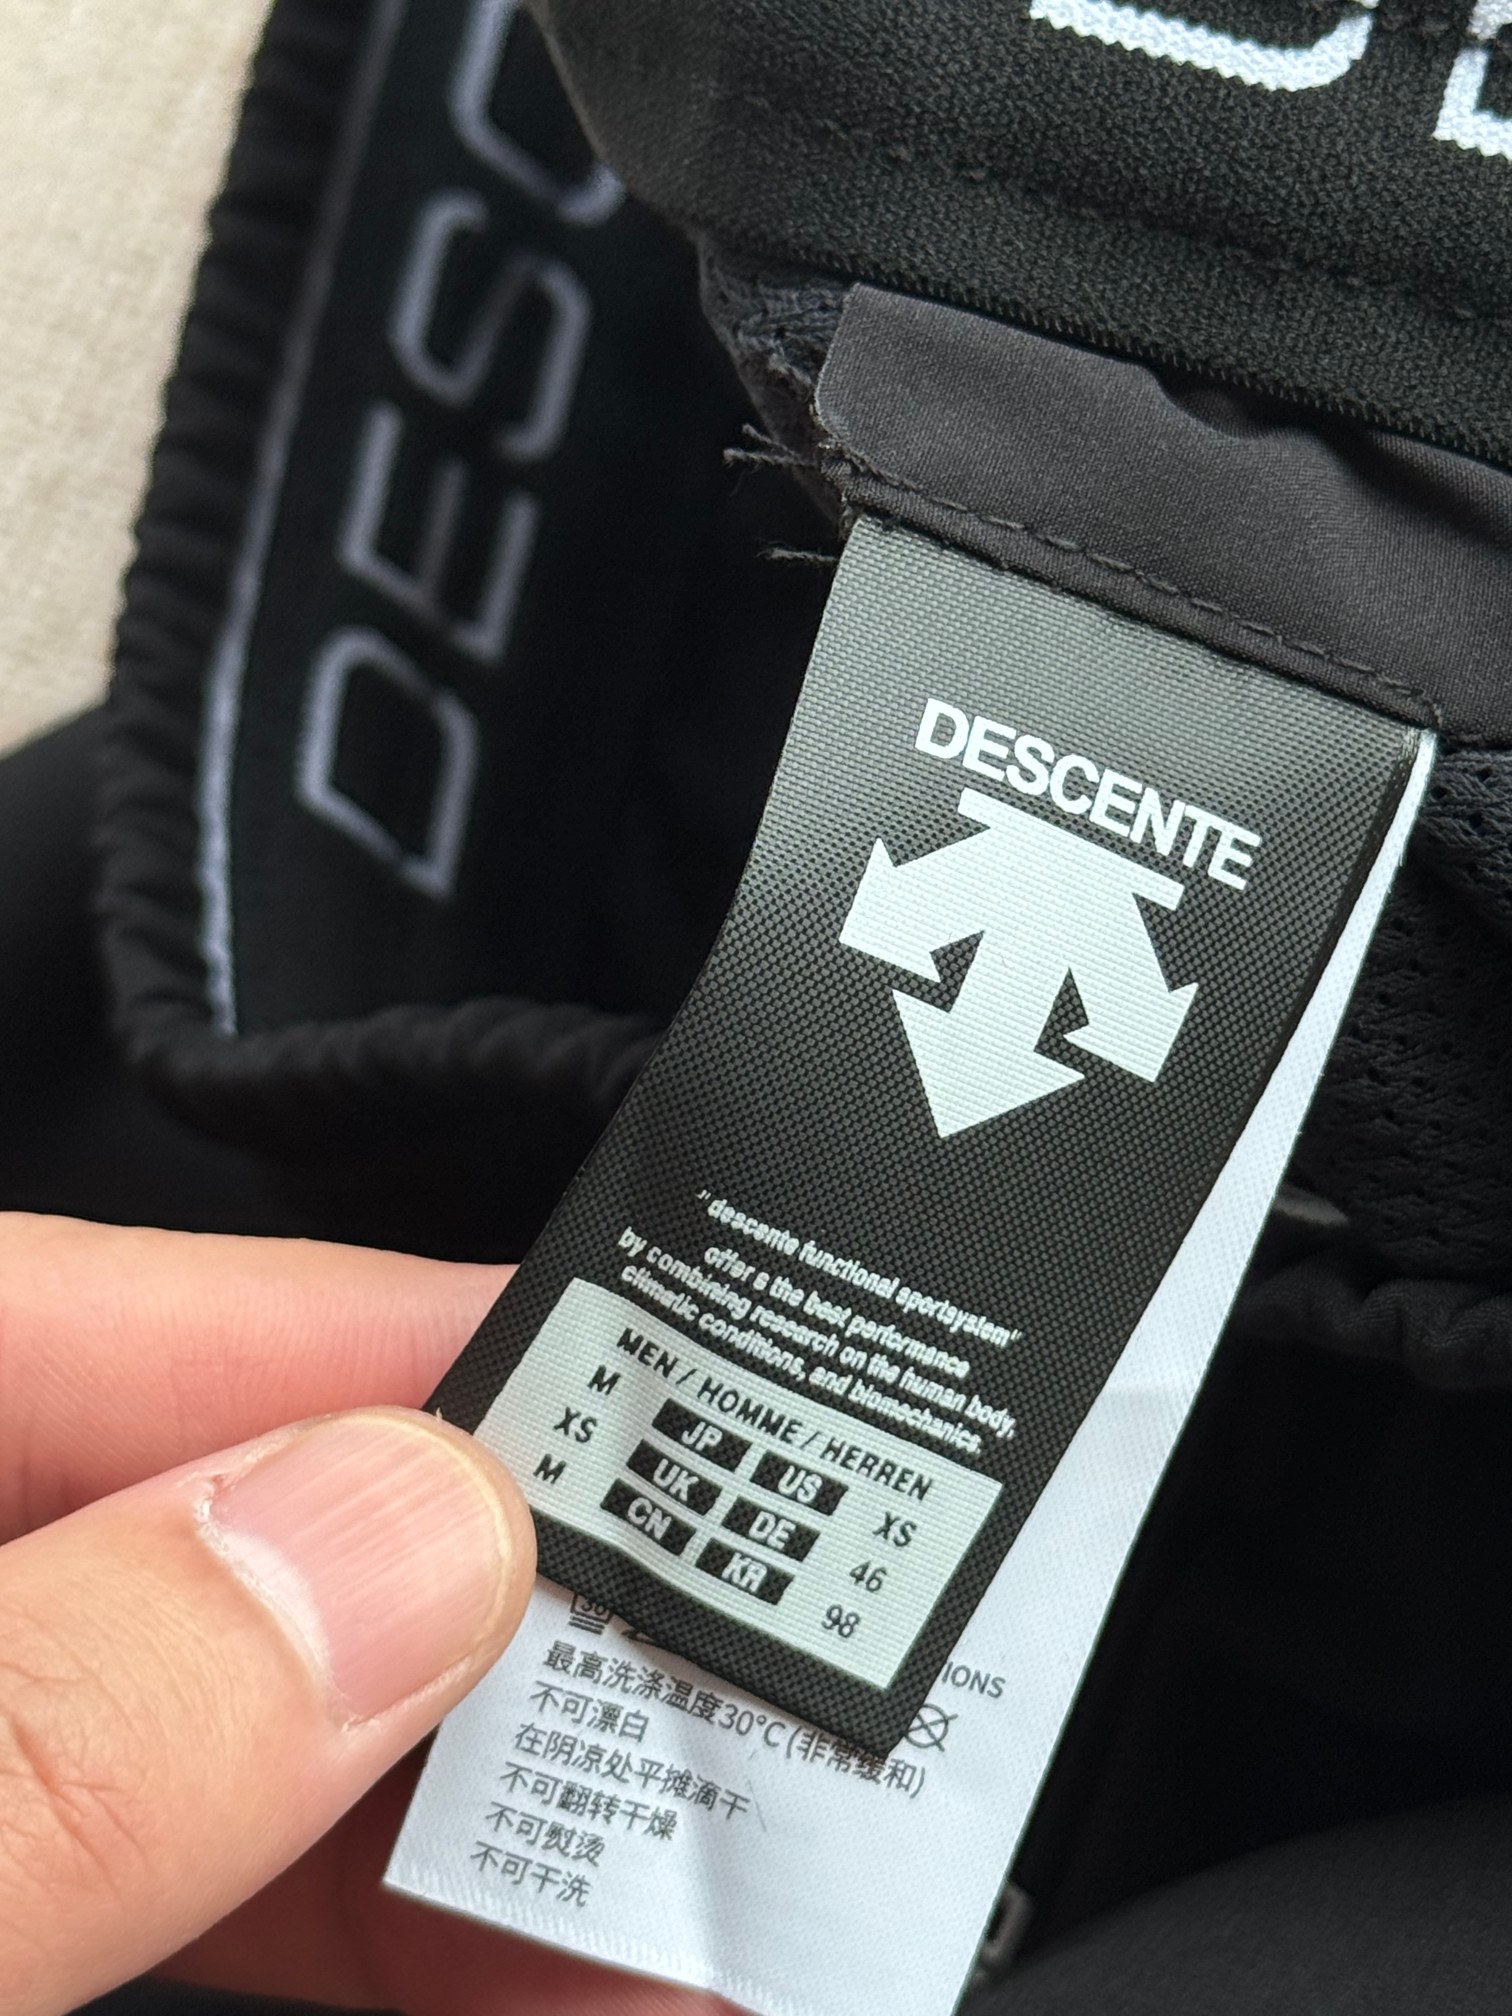 DESC
DESCENTE
"descente functional sportsystem"
offer s the best performance
by combining research on the human body,
climatic conditions, and biomechanics.
MEN / HOMME / HERREN
M JP US XS
XS UK DE 46
M CN KR 98
30
IONS
最高洗涤温度30°C(非常缓和)
不可漂白
在阴凉处平摊滴干
不可翻转干燥
不可熨烫
不可干洗